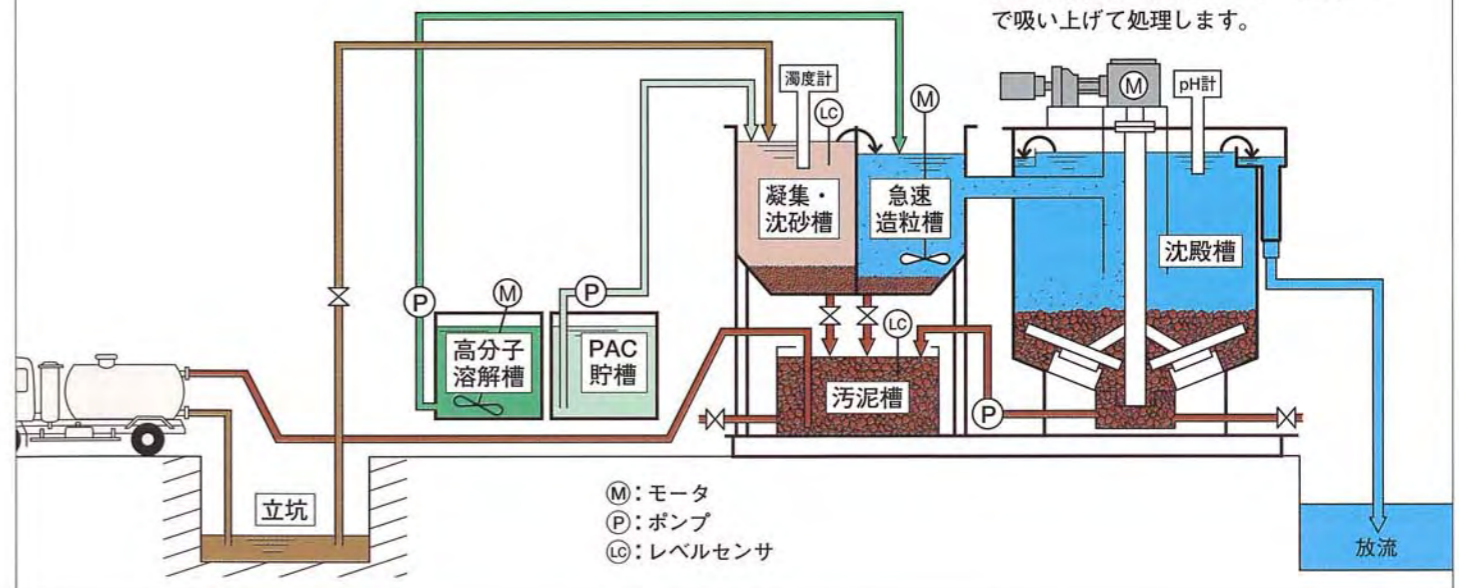 で吸い上げて処理します。
濁度計
LC
M
M
pH計
凝集・
沈砂槽
急速
造粒槽
沈殿槽
P
M
P
高分子
溶解槽
PAC
貯槽
LC
汚泥槽
P
立坑
M：モータ
P：ポンプ
LC：レベルセンサ
放流